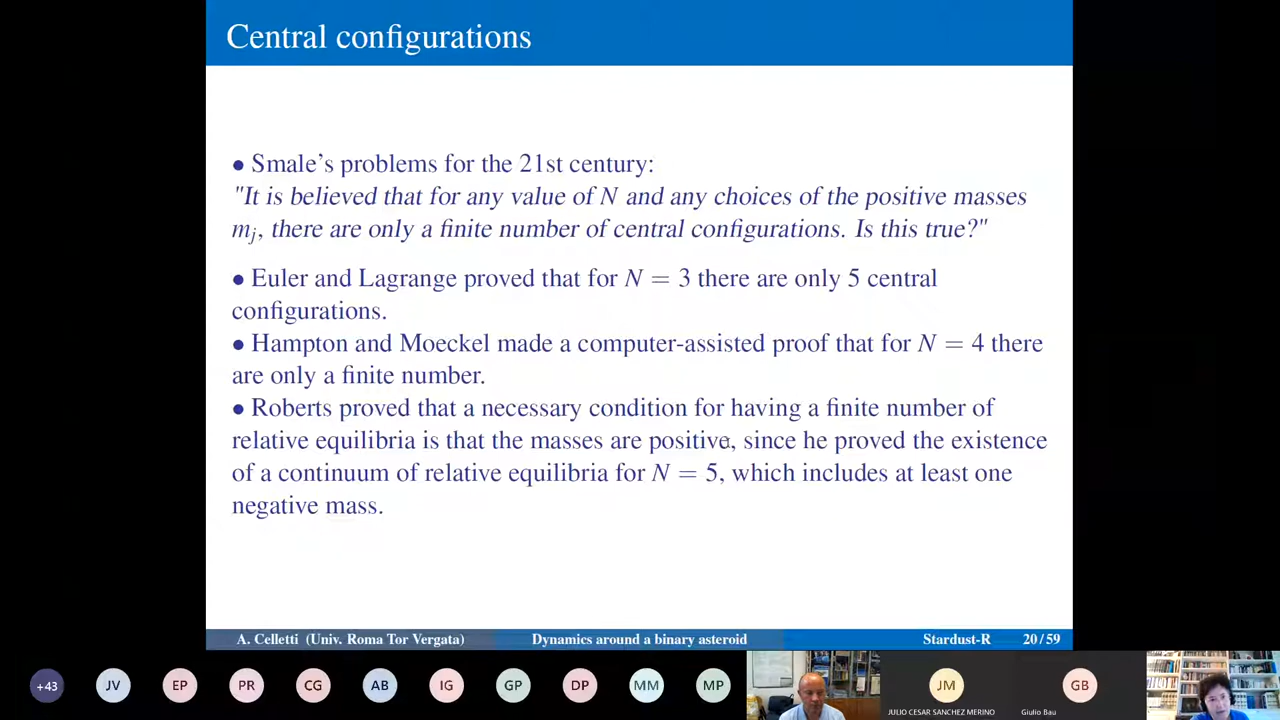 Central configurations
• Smale's problems for the 21st century:
"It is believed that for any value of N and any choices of the positive masses
mj, there are only a finite number of central configurations. Is this true?"
• Euler and Lagrange proved that for N = 3 there are only 5 central
configurations.
• Hampton and Moeckel made a computer-assisted proof that for N = 4 there
are only a finite number.
• Roberts proved that a necessary condition for having a finite number of
relative equilibria is that the masses are positive, since he proved the existence
of a continuum of relative equilibria for N = 5, which includes at least one
negative mass.
A. Celletti (Univ. Roma Tor Vergata) Dynamics around a binary asteroid Stardust-R 20 / 59
+43 JV EP PR CG AB IG GP DP MM MP JM GB
JULIO CESAR SANCHEZ MERINO Giulio Bau